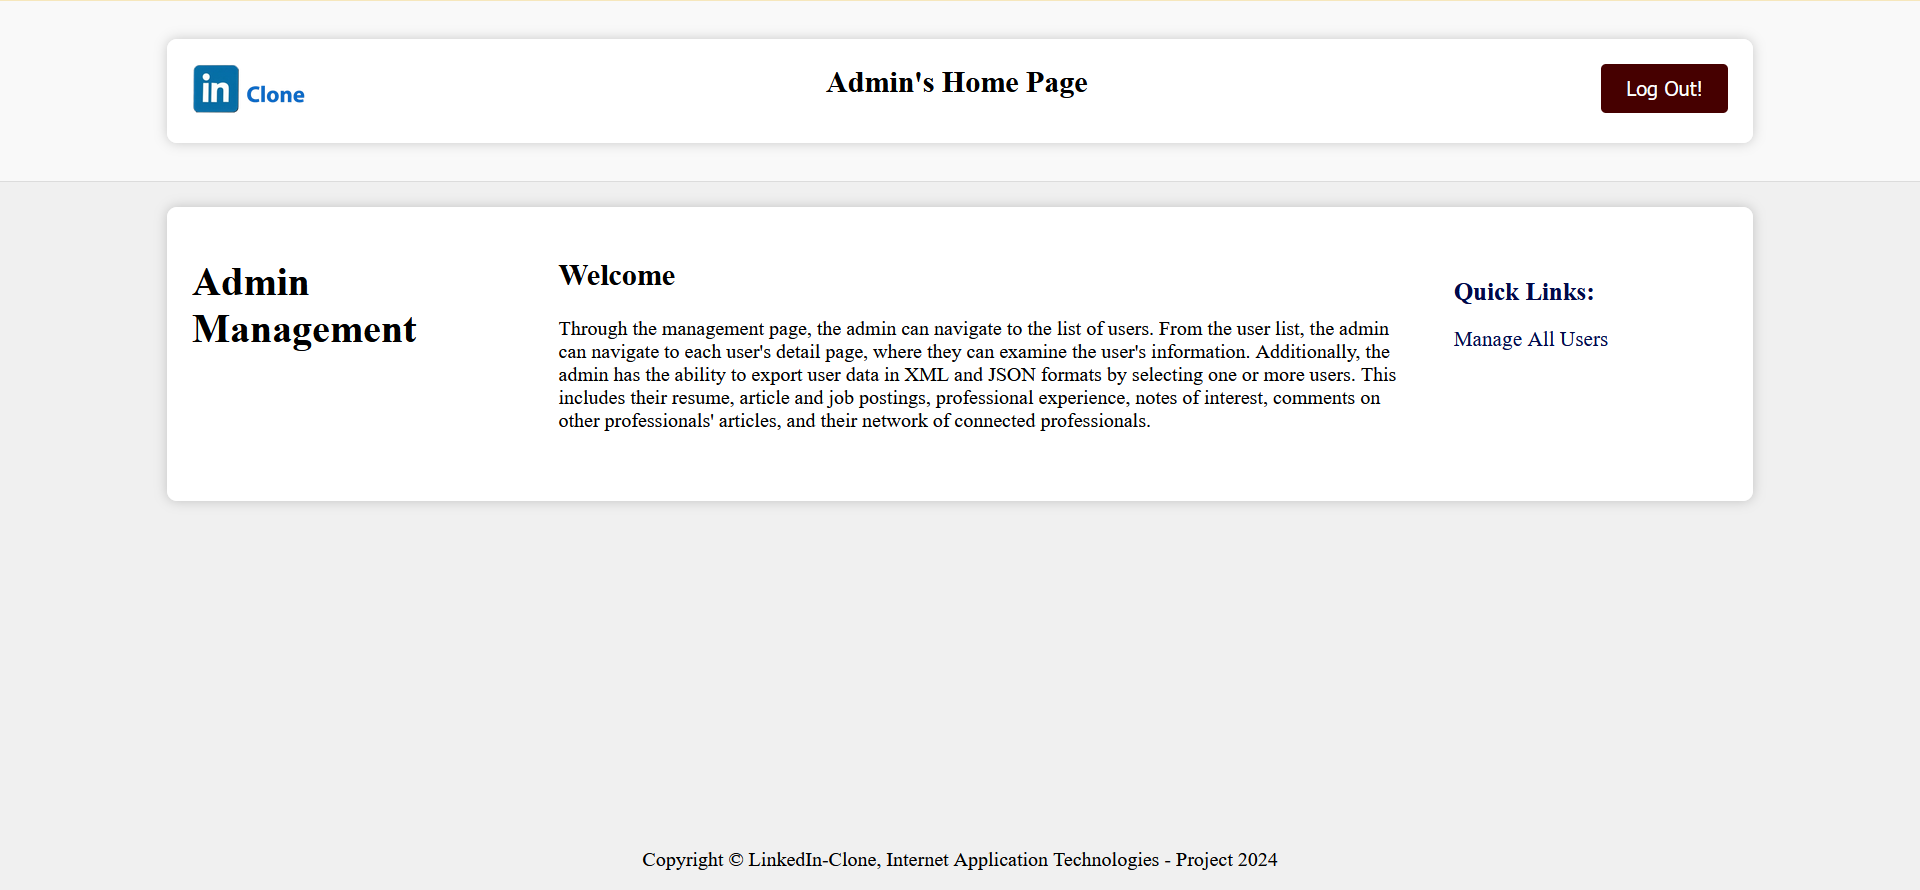 in Clone
Admin's Home Page
Log Out!
Admin
Management
Welcome
Through the management page, the admin can navigate to the list of users. From the user list, the admin
can navigate to each user's detail page, where they can examine the user's information. Additionally, the
admin has the ability to export user data in XML and JSON formats by selecting one or more users. This
includes their resume, article and job postings, professional experience, notes of interest, comments on
other professionals' articles, and their network of connected professionals.
Quick Links:
Manage All Users
Copyright © LinkedIn-Clone, Internet Application Technologies - Project 2024